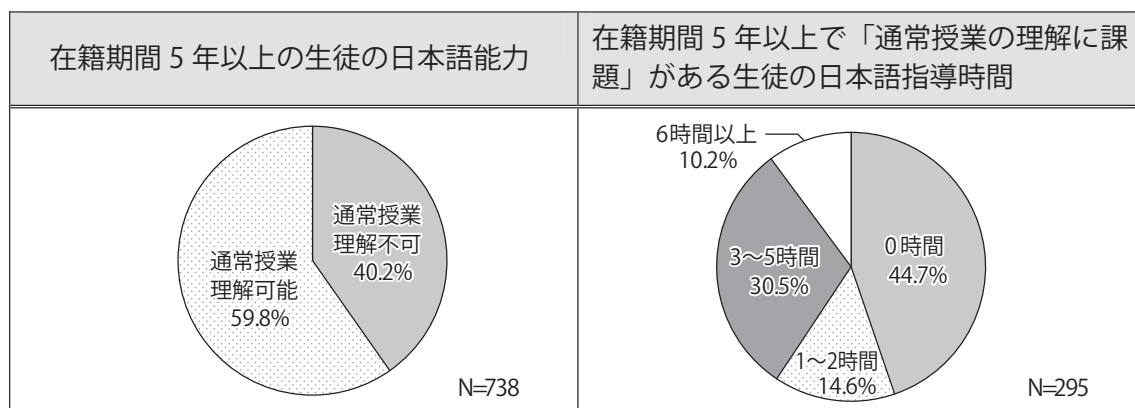 在籍期間 5 年以上の生徒の日本語能力
在籍期間 5 年以上で「通常授業の理解に課
題」がある生徒の日本語指導時間
通常授業
理解不可
40.2%
通常授業
理解可能
59.8%
N=738
6時間以上
10.2%
0時間
44.7%
3〜5時間
30.5%
1〜2時間
14.6%
N=295